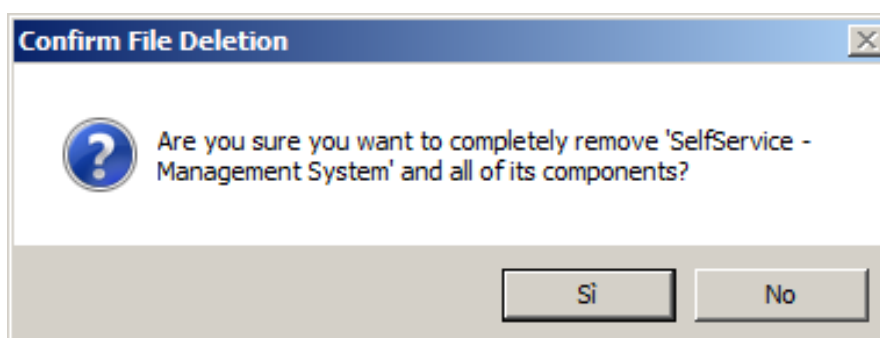 Confirm File Deletion
Are you sure you want to completely remove 'SelfService -
Management System' and all of its components?
Sì
No